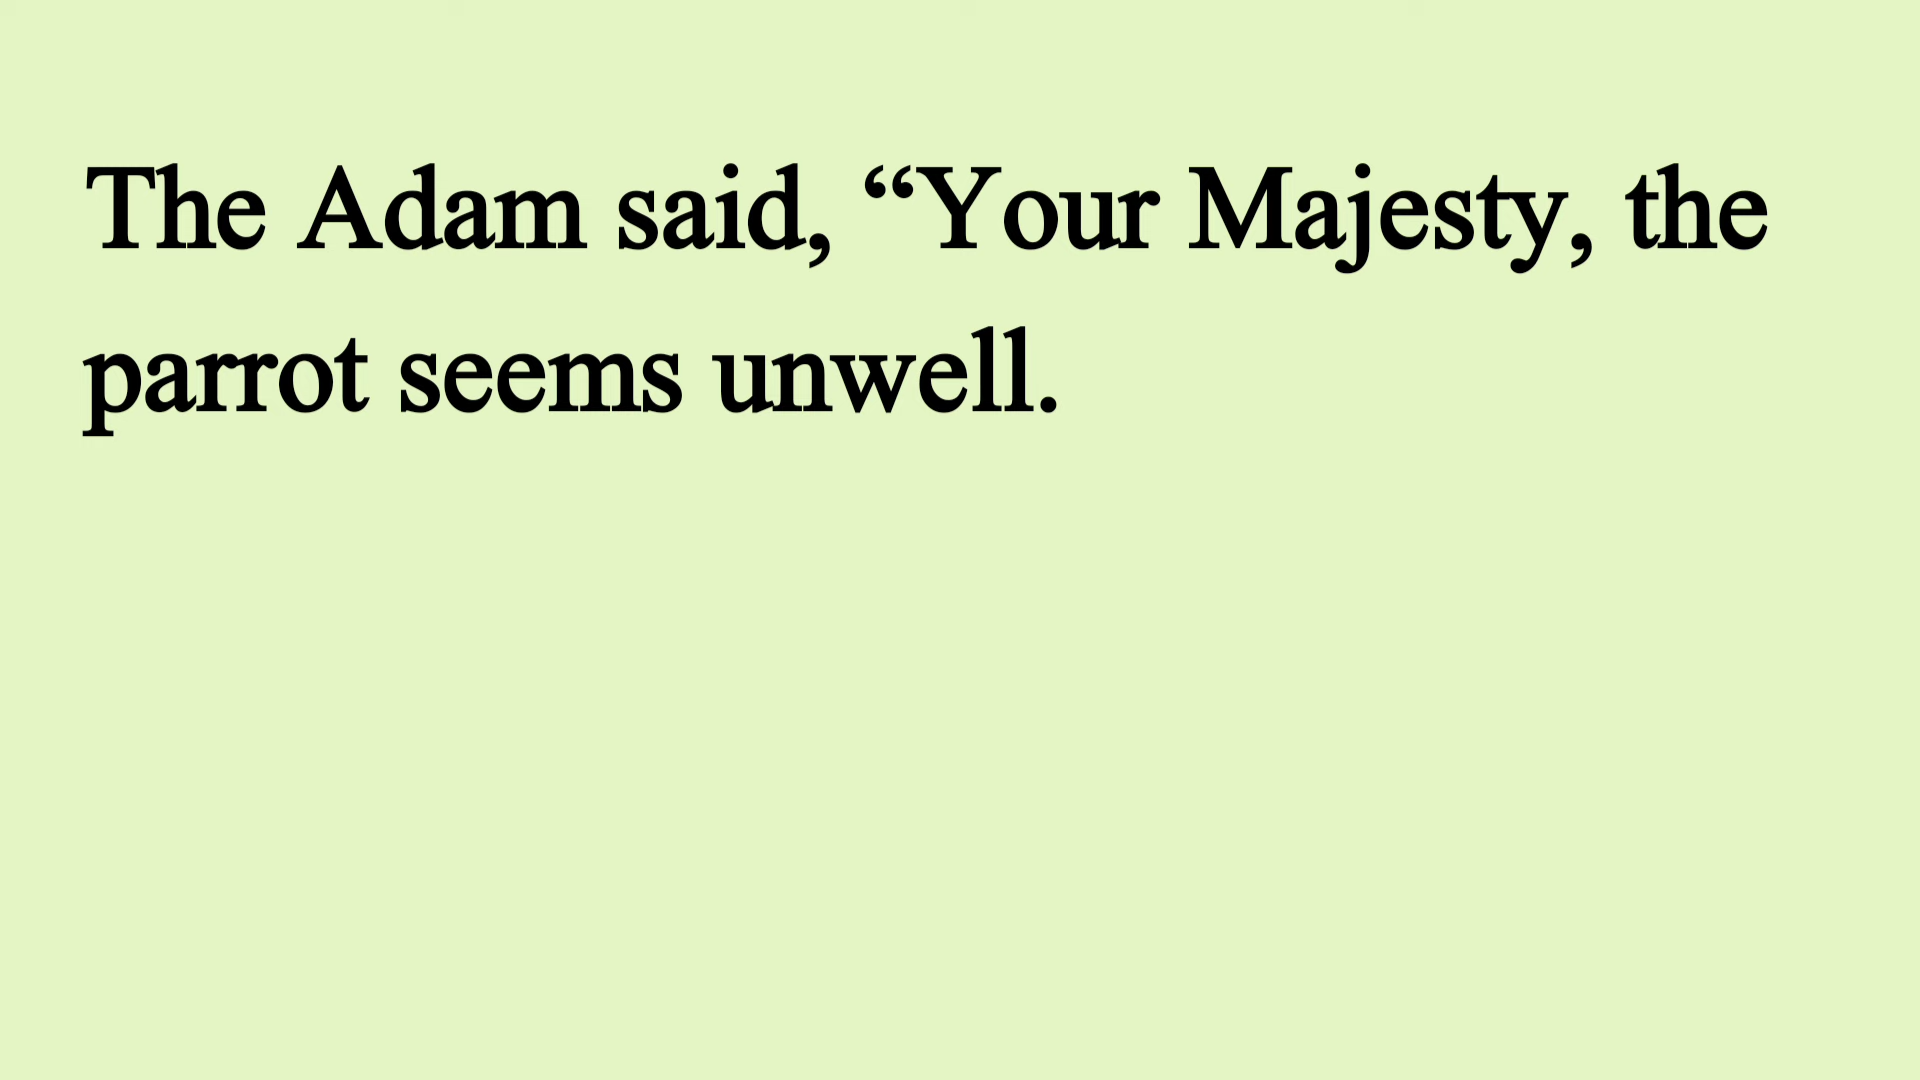 The Adam said, “Your Majesty, the
parrot seems unwell.